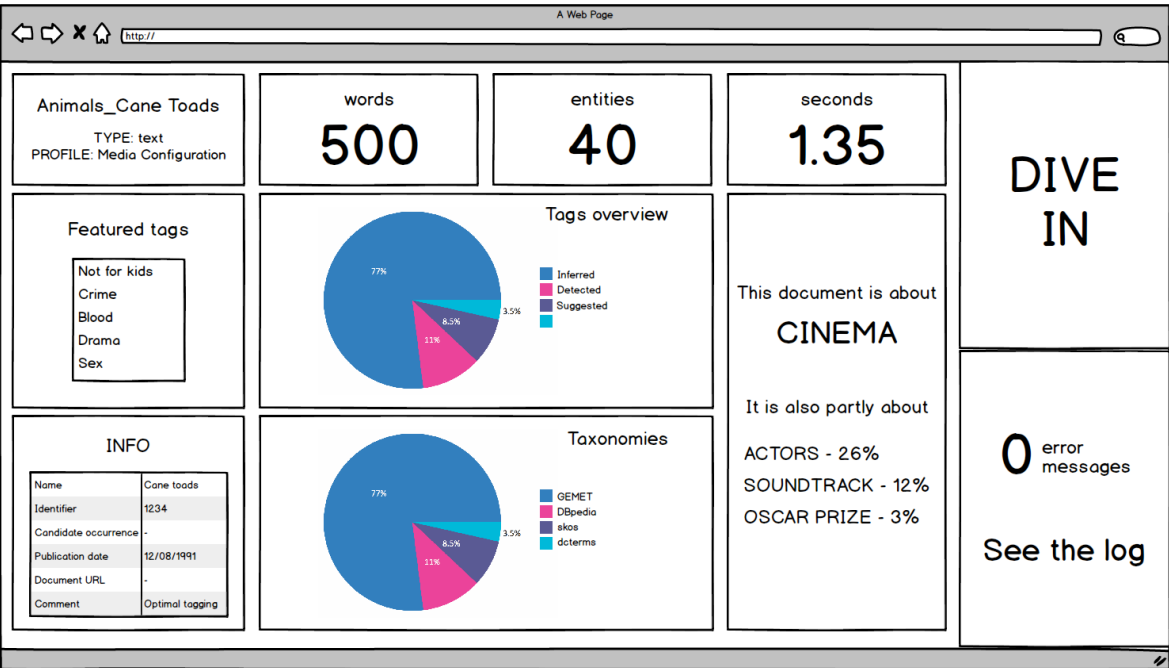 A Web Page
http://
Animals_Cane Toads
TYPE: text
PROFILE: Media Configuration
words
500
entities
40
seconds
1.35
DIVE
IN
Featured tags
Not for kids
Crime
Blood
Drama
Sex
Tags overview
77%
11%
8.5%
3.5%
Inferred
Detected
Suggested
This document is about
CINEMA
It is also partly about
ACTORS - 26%
SOUNDTRACK - 12%
OSCAR PRIZE - 3%
INFO
Name Cane toads
Identifier 1234
Candidate occurrence -
Publication date 12/08/1991
Document URL -
Comment Optimal tagging
Taxonomies
77%
11%
8.5%
3.5%
GEMET
DBpedia
skos
dcterms
0 error
messages
See the log